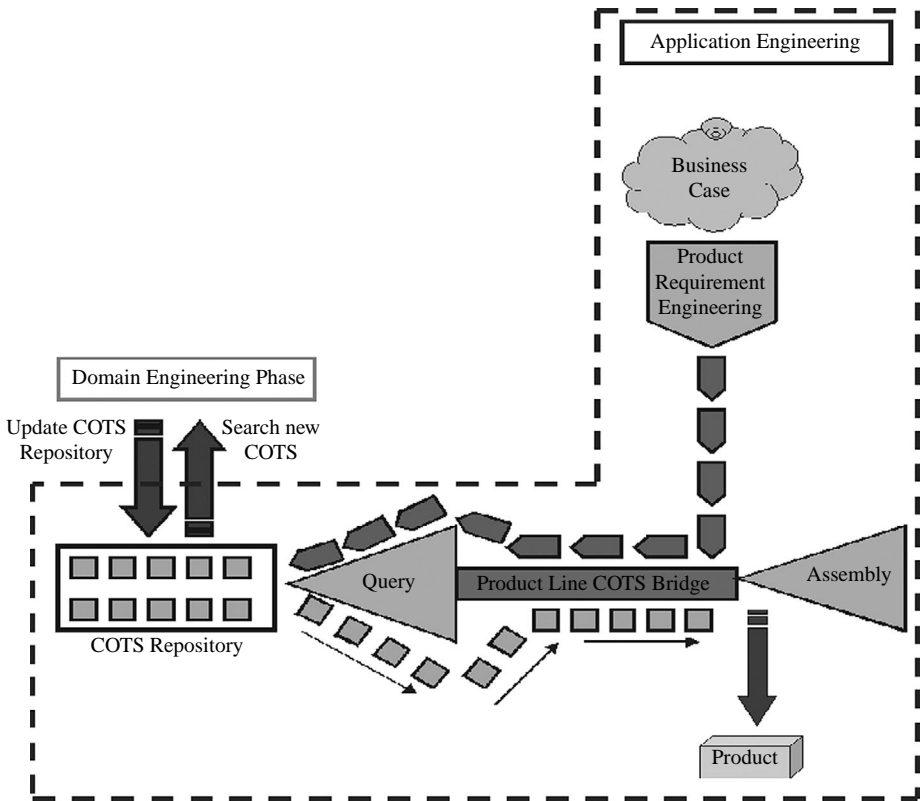 Application Engineering
Business
Case
Product
Requirement
Engineering
Domain Engineering Phase
Update COTS
Repository
Search new
COTS
Query
Product Line COTS Bridge
Assembly
COTS Repository
Product